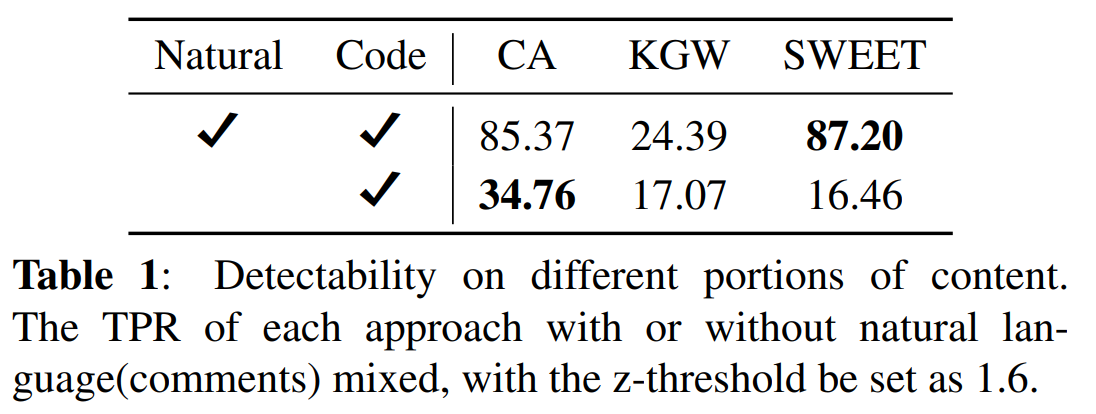 Natural Code CA KGW SWEET
✓ ✓ 85.37 24.39 87.20
✓ 34.76 17.07 16.46
Table 1: Detectability on different portions of content.
The TPR of each approach with or without natural lan-
guage(comments) mixed, with the z-threshold be set as 1.6.